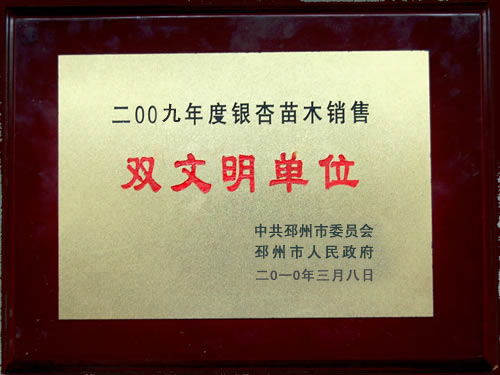 二00九年度银杏苗木销售
双文明单位
中共邳州市委员会
邳州市人民政府
二0一0年三月八日